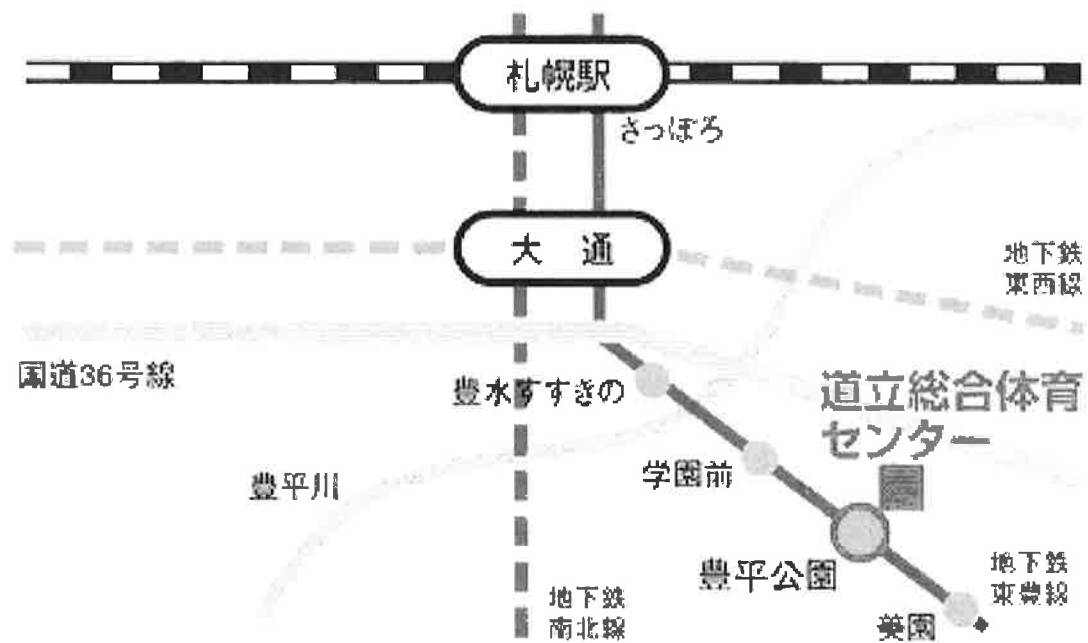 札幌駅
さっぽろ
大通
地下鉄
東西線
国道36号線
豊水すすきの
道立総合体育
センター
学園前
豊平川
豊平公園
地下鉄
東豊線
地下鉄
南北線
美園